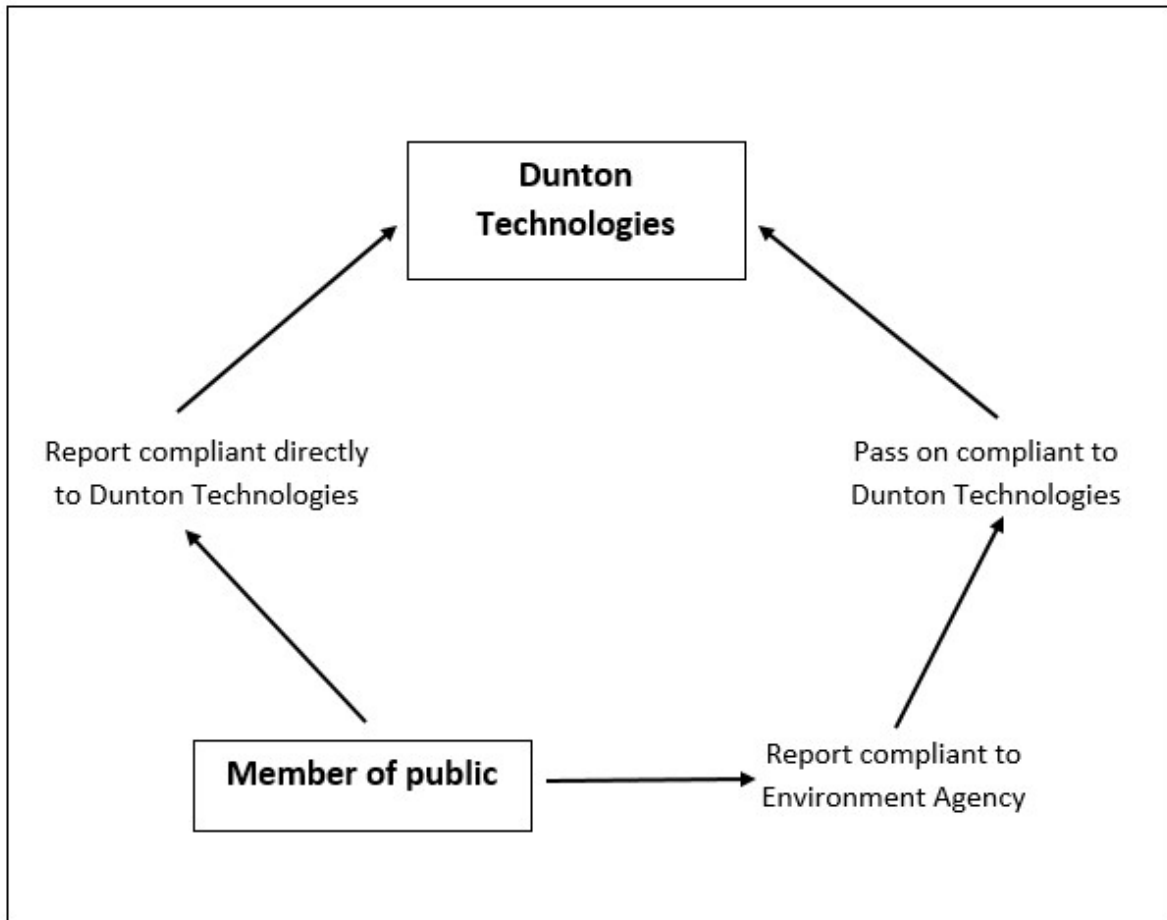 Dunton
Technologies
Report compliant directly
to Dunton Technologies
Pass on compliant to
Dunton Technologies
Member of public
Report compliant to
Environment Agency